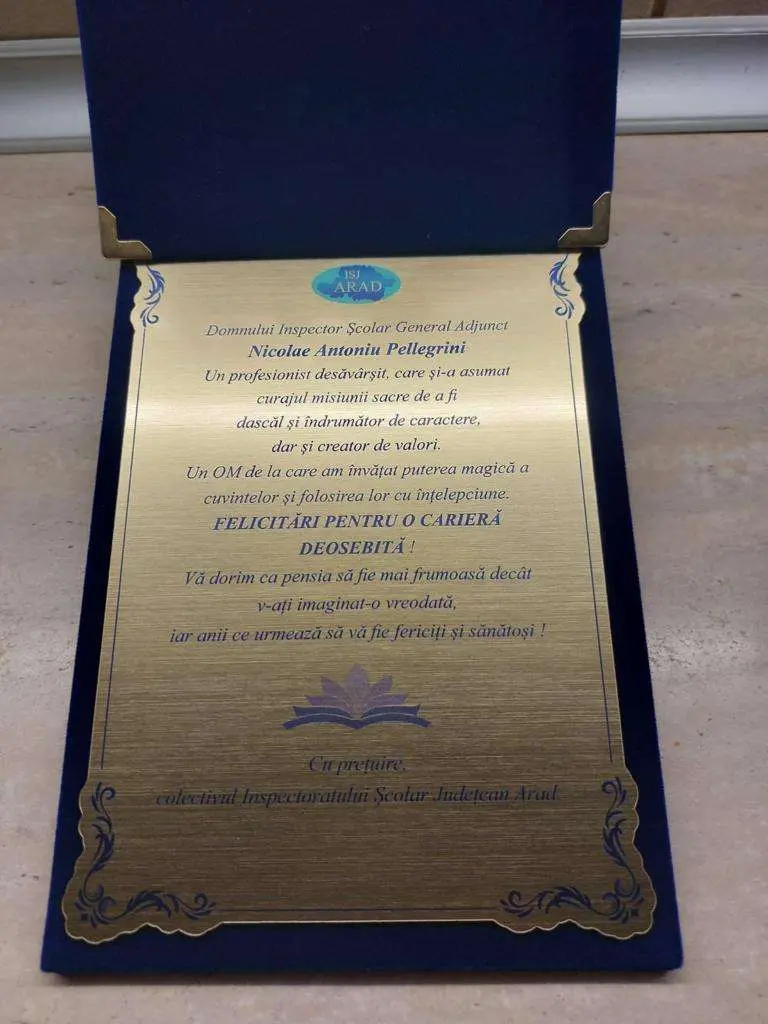 ISJ
ARAD
Domnului Inspector Școlar General Adjunct
Nicolae Antoniu Pellegrini
Un profesionist desăvârșit, care și-a asumat
curajul misiunii sacre de a fi
dascăl și îndrumător de caractere,
dar și creator de valori.
Un OM de la care am învățat puterea magică a
cuvintelor și folosirea lor cu înțelepciune.
FELICITĂRI PENTRU O CARIERĂ
DEOSEBITĂ !
Vă dorim ca pensia să fie mai frumoasă decât
v-ați imaginat-o vreodată,
iar anii ce urmează să vă fie fericiți și sănătoși !
Cu prețuire,
colectivul Inspectoratului Școlar Județean Arad